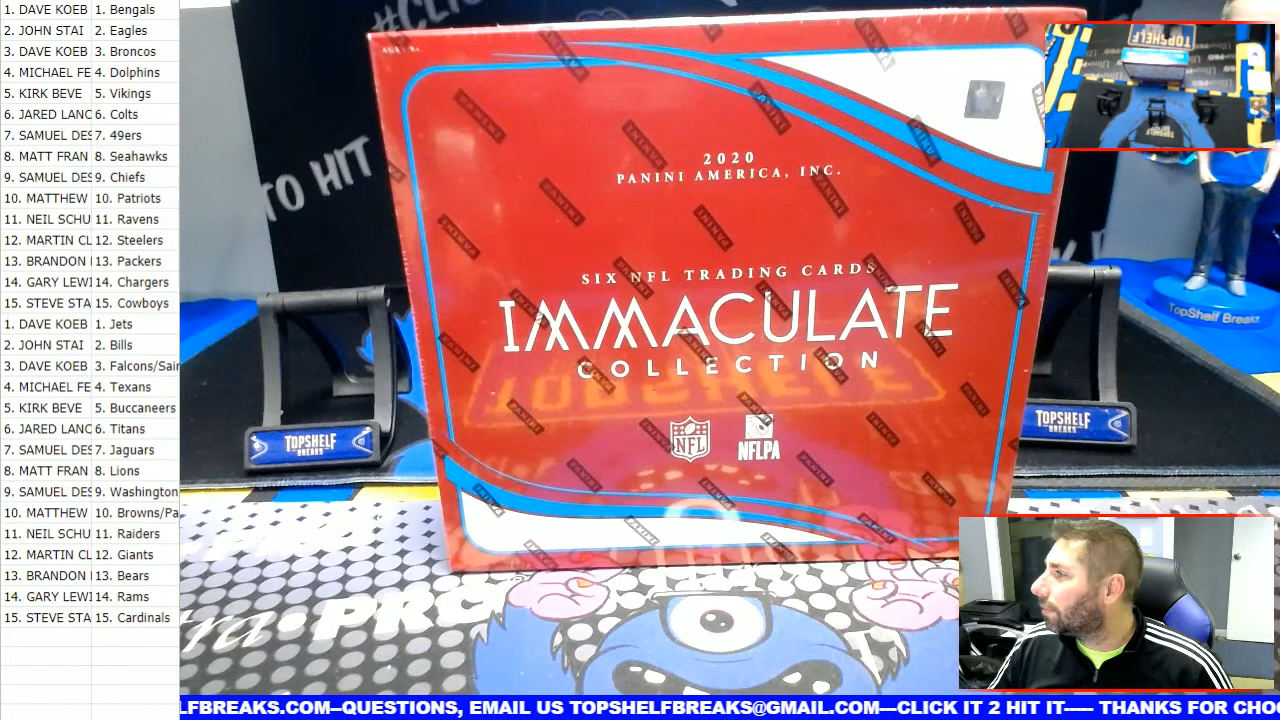 1. DAVE KOEB 1. Bengals
2. JOHN STAI 2. Eagles
3. DAVE KOEB 3. Broncos
4. MICHAEL FE 4. Dolphins
5. KIRK BEVE 5. Vikings
6. JARED LANC 6. Colts
7. SAMUEL DES 7. 49ers
8. MATT FRAN 8. Seahawks
9. SAMUEL DES 9. Chiefs
10. MATTHEW 10. Patriots
11. NEIL SCHU 11. Ravens
12. MARTIN CL 12. Steelers
13. BRANDON 13. Packers
14. GARY LEWI 14. Chargers
15. STEVE STA 15. Cowboys
1. DAVE KOEB 1. Jets
2. JOHN STAI 2. Bills
3. DAVE KOEB 3. Falcons/Sai
4. MICHAEL FE 4. Texans
5. KIRK BEVE 5. Buccaneers
6. JARED LANC 6. Titans
7. SAMUEL DES 7. Jaguars
8. MATT FRAN 8. Lions
9. SAMUEL DES 9. Washington
10. MATTHEW 10. Browns/Pa
11. NEIL SCHU 11. Raiders
12. MARTIN CL 12. Giants
13. BRANDON 13. Bears
14. GARY LEWI 14. Rams
15. STEVE STA 15. Cardinals
#CLIC
TO HIT
2020
PANINI AMERICA, INC.
SIX NFL TRADING CARDS
IMMACULATE
COLLECTION
NFL
NFLPA
PANINI
TOPSHELF
BREAKS
TOPSHELF
BREAKS
TopShelf Breaks
TOPSHELF
tra•PRO
LFBREAKS.COM--QUESTIONS, EMAIL US TOPSHELFBREAKS@GMAIL.COM---CLICK IT 2 HIT IT----- THANKS FOR CHO